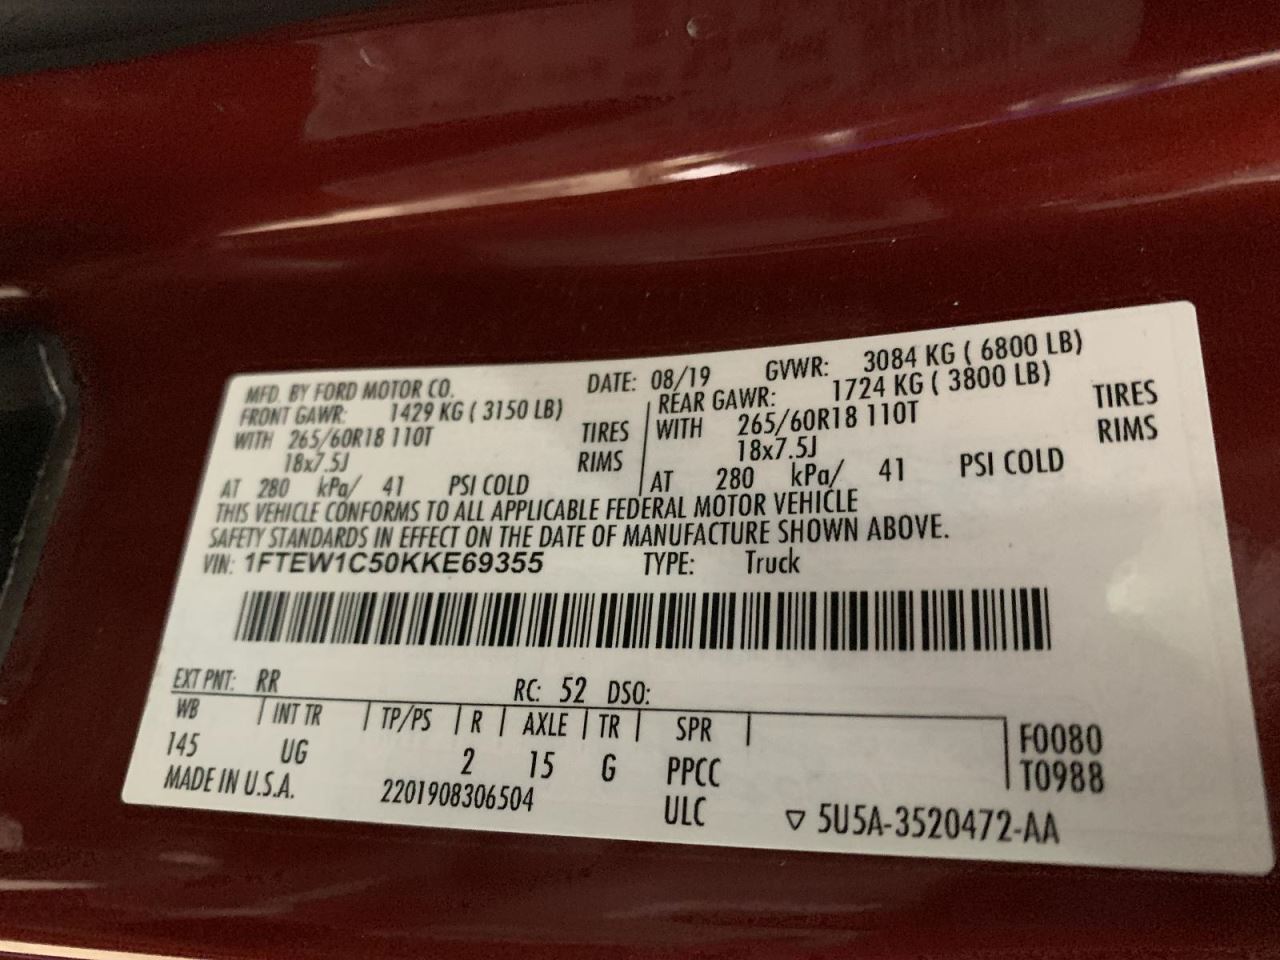 MFD. BY FORD MOTOR CO. DATE: 08/19 GVWR: 3084 KG ( 6800 LB)
FRONT GAWR: 1429 KG ( 3150 LB) REAR GAWR: 1724 KG ( 3800 LB)
WITH 265/60R18 110T TIRES WITH 265/60R18 110T TIRES
18x7.5J RIMS 18x7.5J RIMS
AT 280 kPa/ 41 PSI COLD AT 280 kPa/ 41 PSI COLD
THIS VEHICLE CONFORMS TO ALL APPLICABLE FEDERAL MOTOR VEHICLE
SAFETY STANDARDS IN EFFECT ON THE DATE OF MANUFACTURE SHOWN ABOVE.
VIN: 1FTEW1C50KKE69355 TYPE: Truck
EXT PNT: RR RC: 52 DSO:
WB INT TR TP/PS R AXLE TR SPR F0080
145 UG 2 15 G PPCC T0988
MADE IN U.S.A. 2201908306504 ULC ▽ 5U5A-3520472-AA